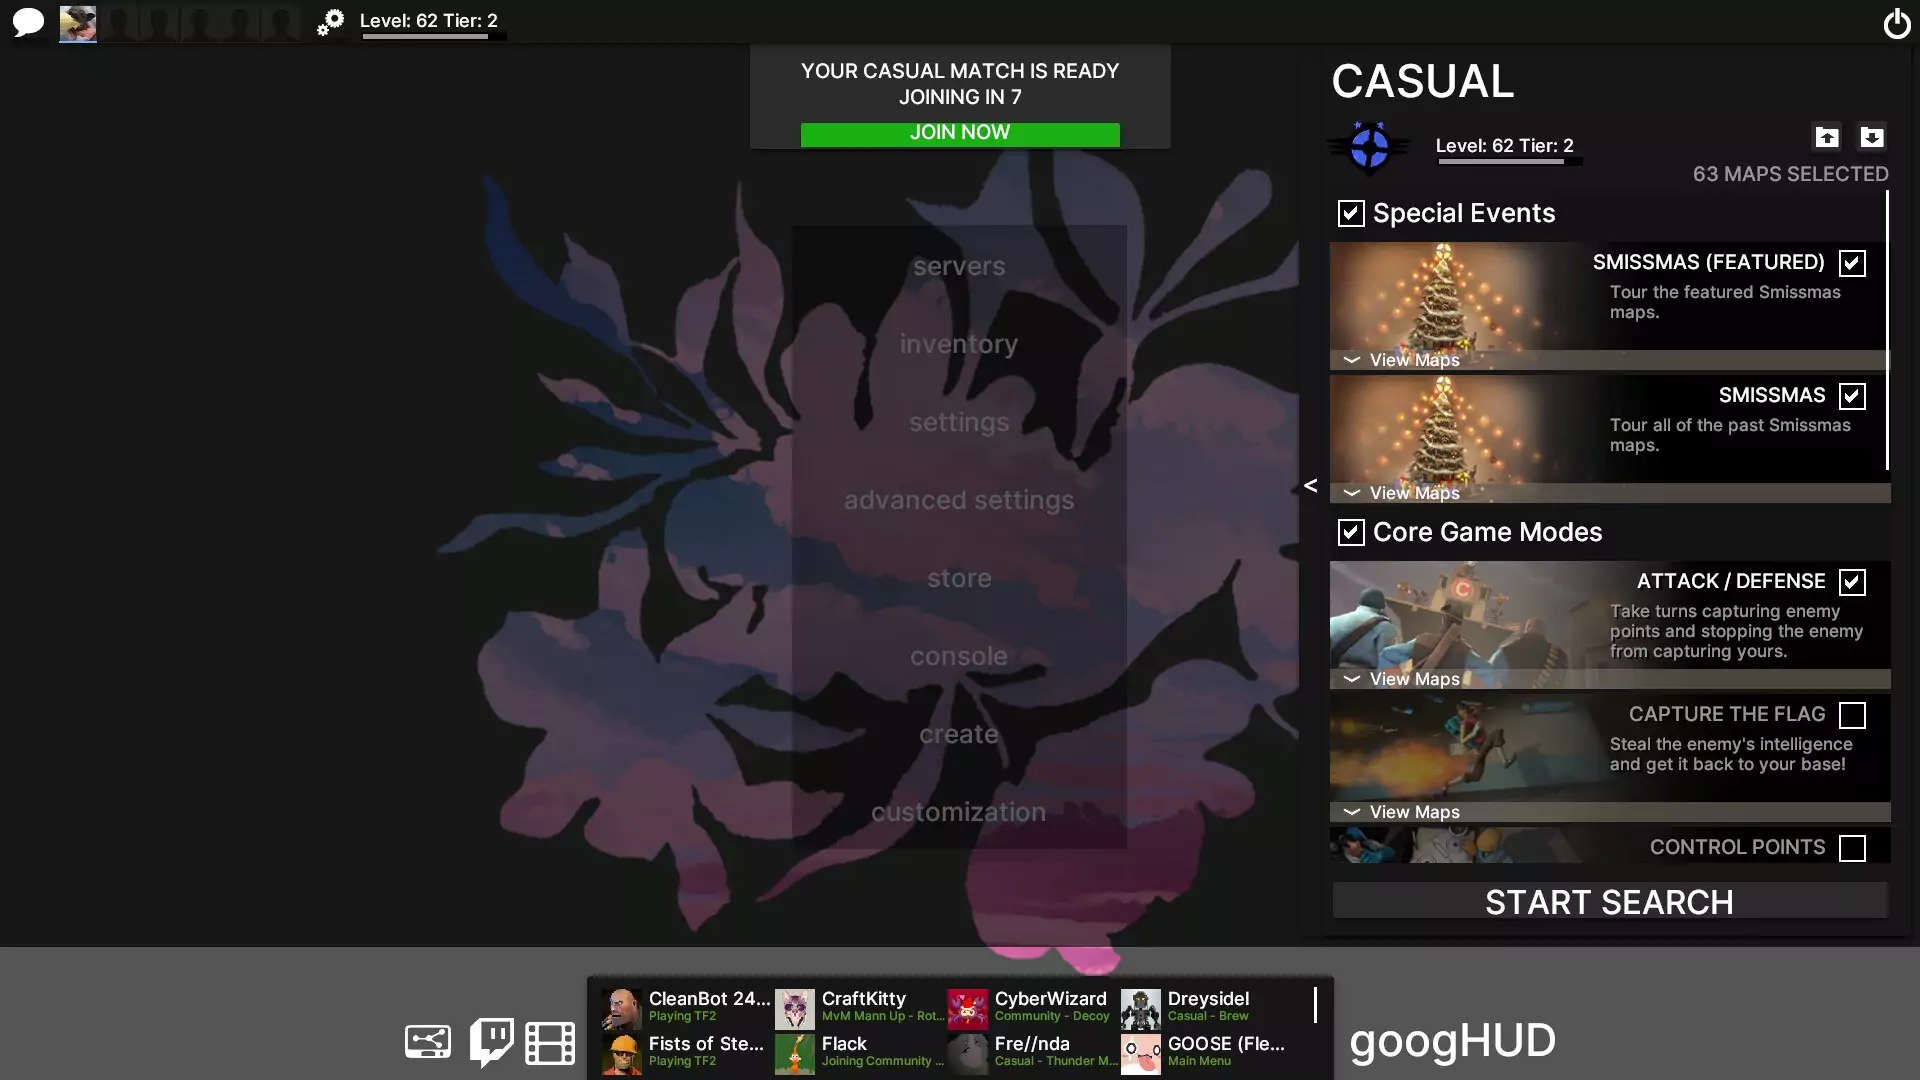 Level: 62 Tier: 2
YOUR CASUAL MATCH IS READY
JOINING IN 7
JOIN NOW
servers
inventory
settings
advanced settings
store
console
create
customization
<
CASUAL
Level: 62 Tier: 2
63 MAPS SELECTED
Special Events
SMISSMAS (FEATURED)
Tour the featured Smissmas
maps.
View Maps
SMISSMAS
Tour all of the past Smissmas
maps.
View Maps
Core Game Modes
ATTACK / DEFENSE
Take turns capturing enemy
points and stopping the enemy
from capturing yours.
View Maps
CAPTURE THE FLAG
Steal the enemy's intelligence
and get it back to your base!
View Maps
CONTROL POINTS
START SEARCH
CleanBot 24...
Playing TF2
CraftKitty
MvM Mann Up - Rot...
CyberWizard
Community - Decoy
Dreysidel
Casual - Brew
Fists of Ste...
Playing TF2
Flack
Joining Community ...
Fre//nda
Casual - Thunder M...
GOOSE (Fle...
Main Menu
googHUD